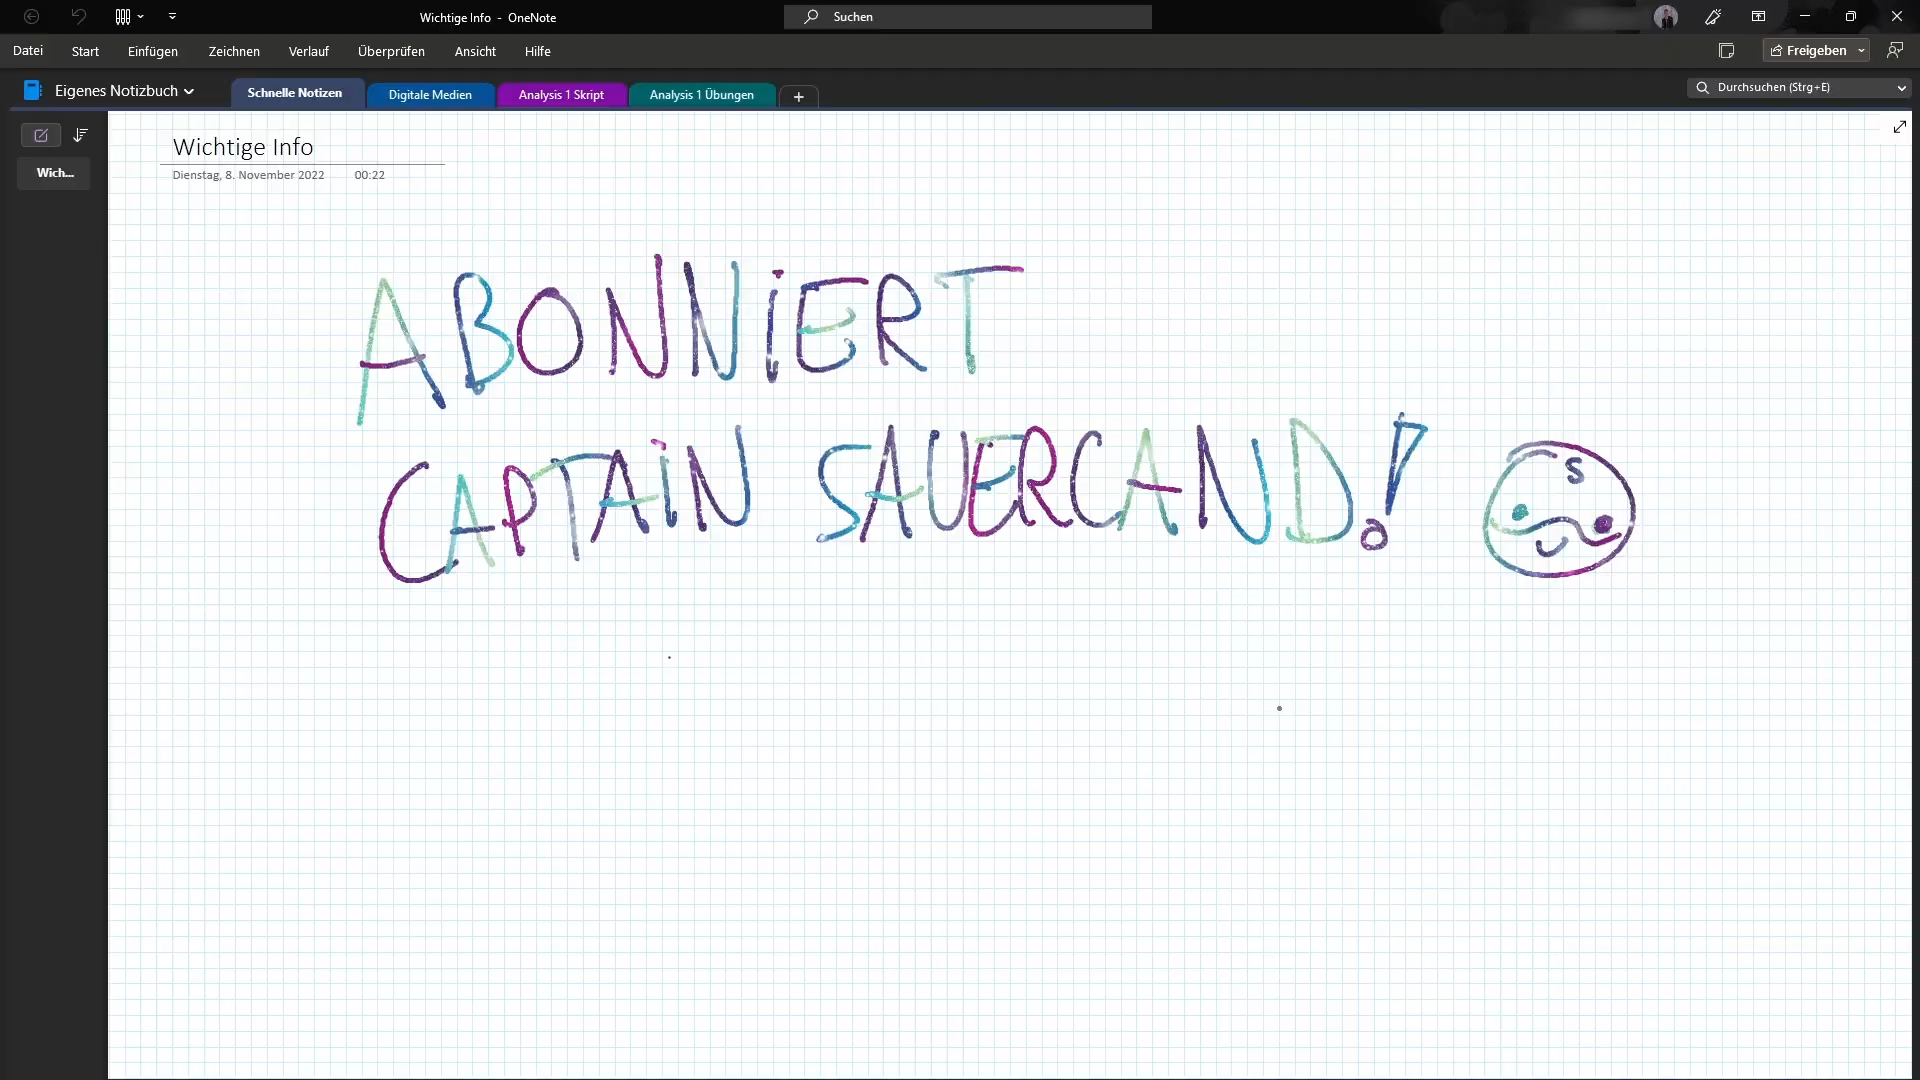 Wichtige Info - OneNote
Suchen
Datei Start Einfügen Zeichnen Verlauf Überprüfen Ansicht Hilfe
Freigeben
Eigenes Notizbuch
Schnelle Notizen
Digitale Medien
Analysis 1 Skript
Analysis 1 Übungen
+
Durchsuchen (Strg+E)
Wich...
Wichtige Info
Dienstag, 8. November 2022 00:22
ABONNiERT
CAPTAiN SAUERCAND!
S